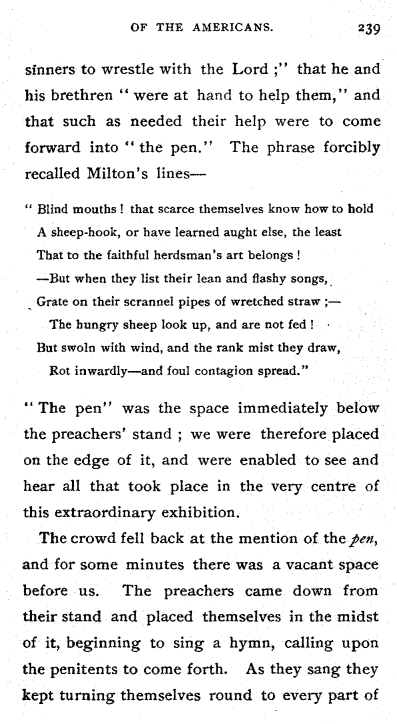 OF THE AMERICANS. 239
sinners to wrestle with the Lord ;" that he and
his brethren " were at hand to help them," and
that such as needed their help were to come
forward into " the pen." The phrase forcibly
recalled Milton's lines—
" Blind mouths ! that scarce themselves know how to hold
A sheep-hook, or have learned aught else, the least
That to the faithful herdsman's art belongs !
—But when they list their lean and flashy songs,
Grate on their scrannel pipes of wretched straw ;—
The hungry sheep look up, and are not fed !
But swoln with wind, and the rank mist they draw,
Rot inwardly—and foul contagion spread."
" The pen" was the space immediately below
the preachers' stand ; we were therefore placed
on the edge of it, and were enabled to see and
hear all that took place in the very centre of
this extraordinary exhibition.
The crowd fell back at the mention of the pen,
and for some minutes there was a vacant space
before us. The preachers came down from
their stand and placed themselves in the midst
of it, beginning to sing a hymn, calling upon
the penitents to come forth. As they sang they
kept turning themselves round to every part of